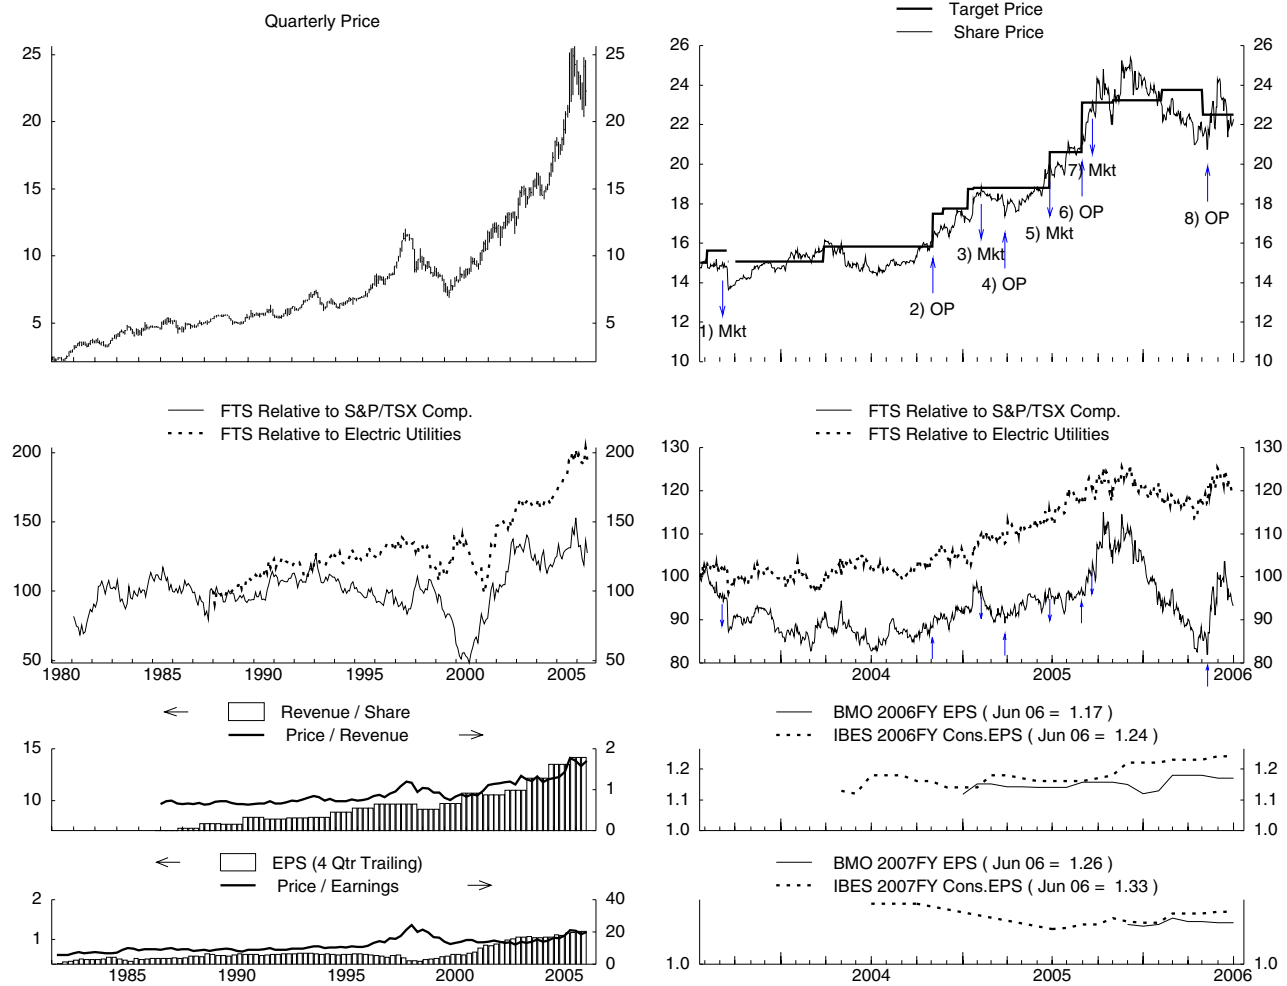 Quarterly Price
25 25
20 20
15 15
10 10
5 5
Target Price
Share Price
26 26
24 24
22 22
20 20
18 18
16 16
14 14
12 12
10 10
1) Mkt
2) OP
3) Mkt
4) OP
5) Mkt
6) OP
7) Mkt
8) OP
FTS Relative to S&P/TSX Comp.
FTS Relative to Electric Utilities
200 200
150 150
100 100
50 50
1980 1985 1990 1995 2000 2005
FTS Relative to S&P/TSX Comp.
FTS Relative to Electric Utilities
130 130
120 120
110 110
100 100
90 90
80 80
2004 2005 2006
Revenue / Share
Price / Revenue
15 2
10 1
0
BMO 2006FY EPS ( Jun 06 = 1.17 )
IBES 2006FY Cons.EPS ( Jun 06 = 1.24 )
1.2 1.2
1.1 1.1
1.0 1.0
EPS (4 Qtr Trailing)
Price / Earnings
2 40
1 20
0
1985 1990 1995 2000 2005
BMO 2007FY EPS ( Jun 06 = 1.26 )
IBES 2007FY Cons.EPS ( Jun 06 = 1.33 )
1.0 1.0
2004 2005 2006